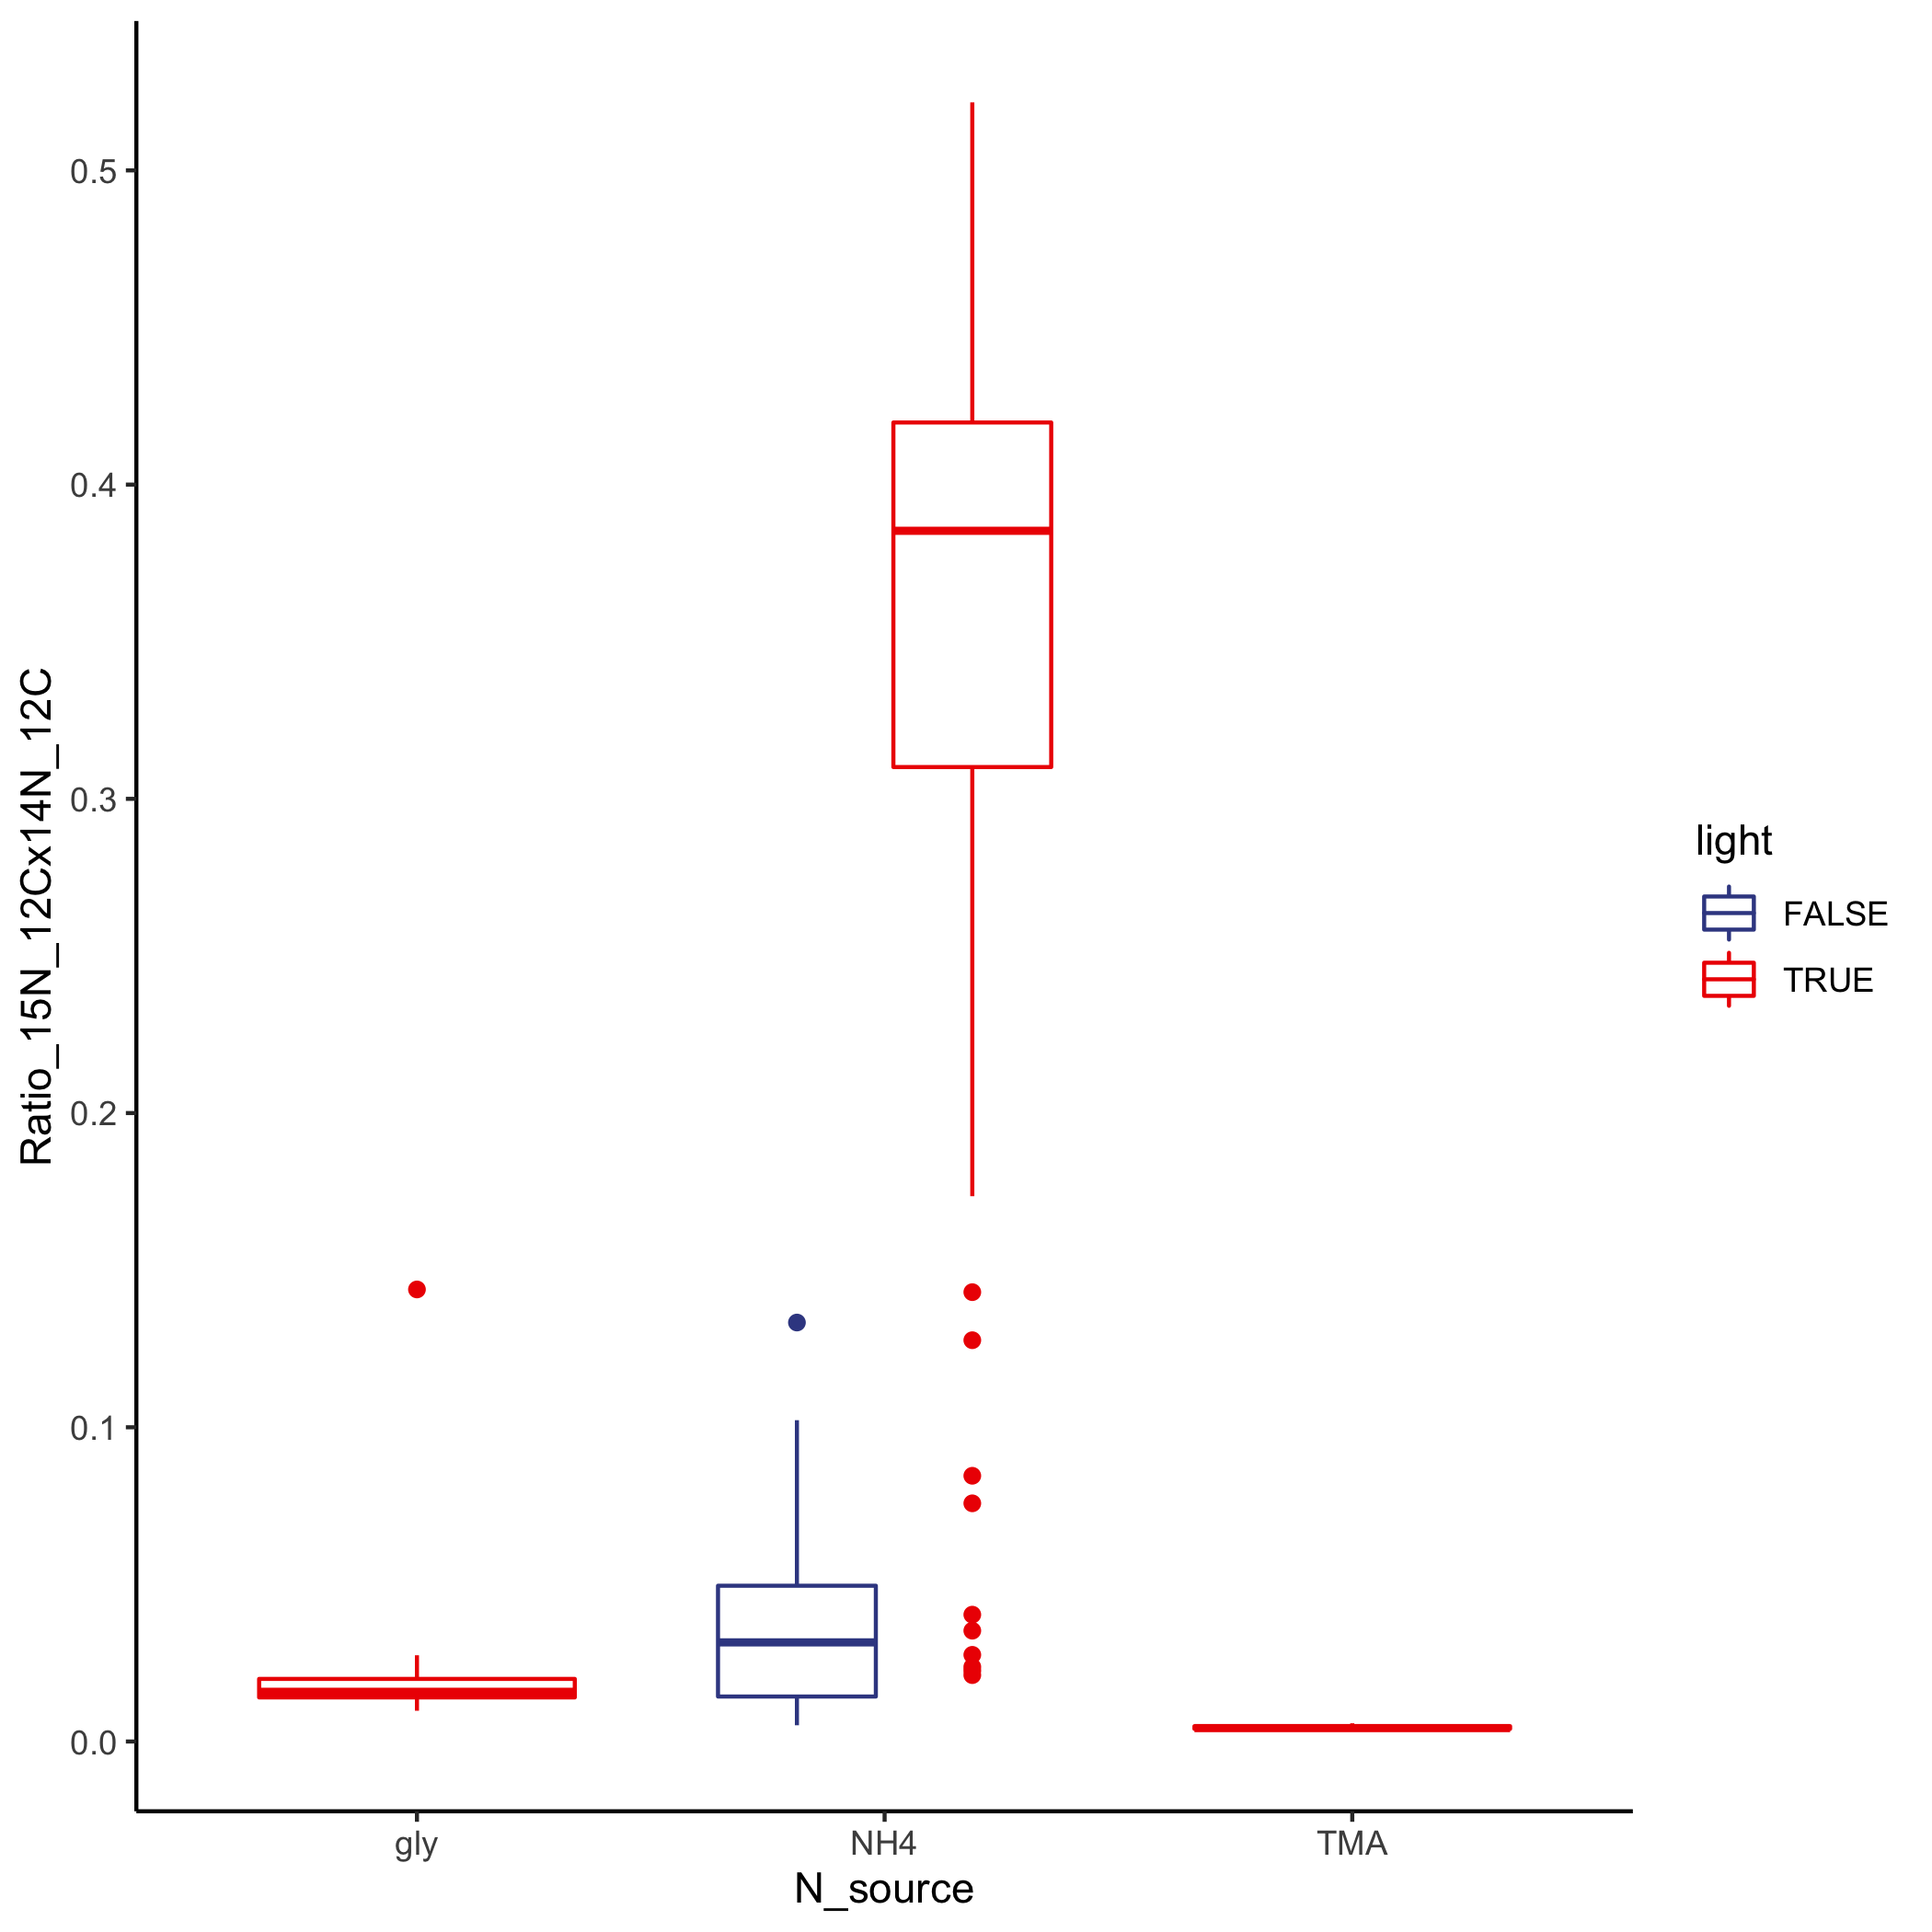 Ratio_15N_12Cx14N_12C
0.5
0.4
0.3
0.2
0.1
0.0
gly
NH4
TMA
N_source
light
FALSE
TRUE